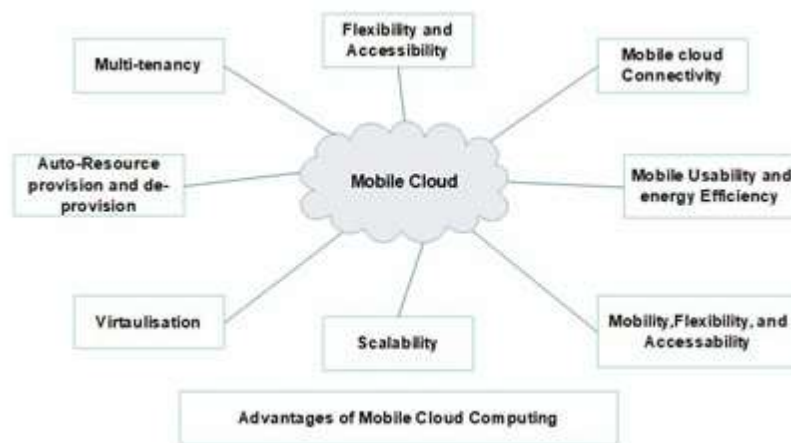 Flexibility and
Accessibility
Multi-tenancy
Mobile cloud
Connectivity
Auto-Resource
provision and de-
provision
Mobile Cloud
Mobile Usability and
energy Efficiency
Virtaulisation
Scalability
Mobility,Flexibility, and
Accessability
Advantages of Mobile Cloud Computing